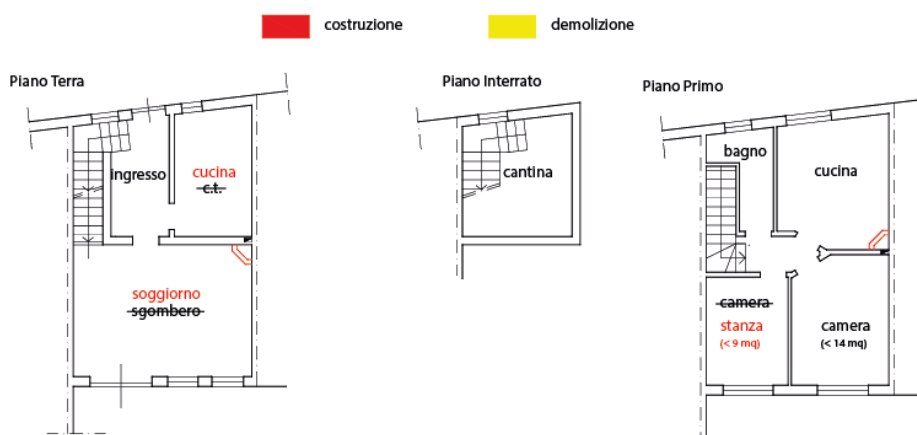 costruzione
demolizione
Piano Terra
Piano Interrato
Piano Primo
ingresso
cucina
c.t.
soggiorno
sgombero
cantina
bagno
cucina
camera
stanza
(< 9 mq)
camera
(< 14 mq)